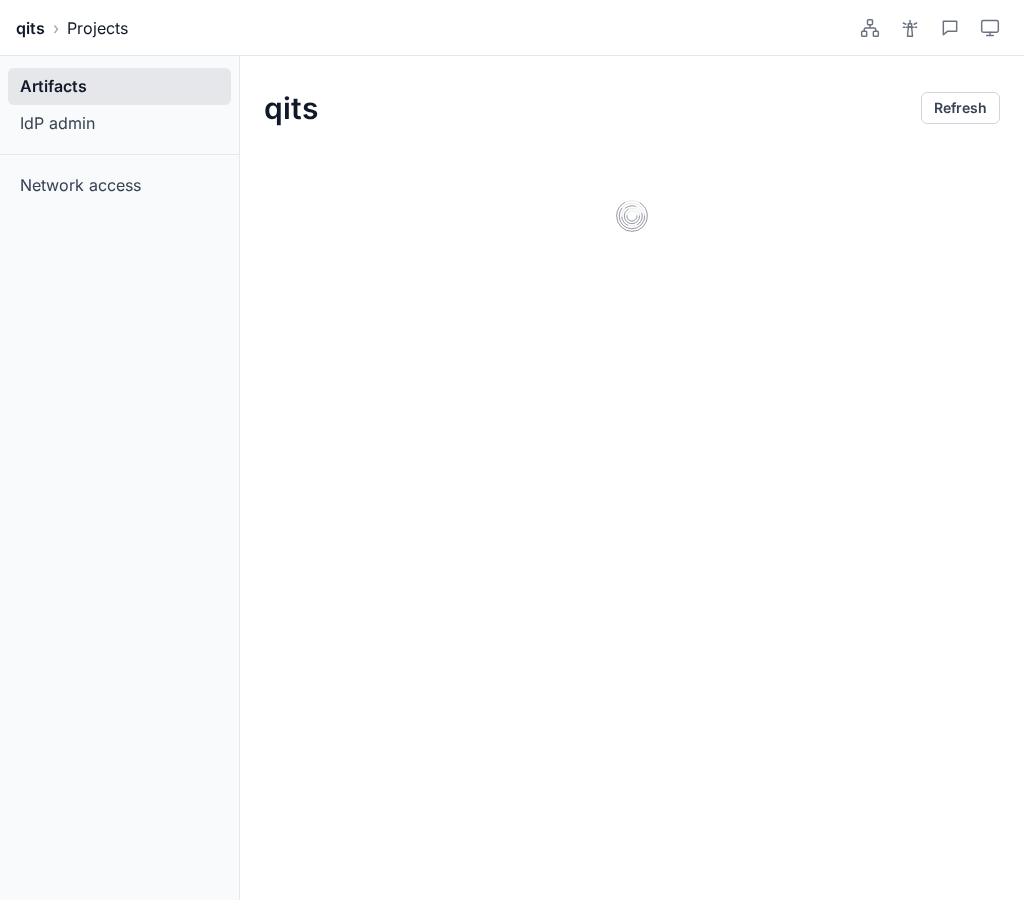 qits › Projects
Artifacts
IdP admin
Network access
qits
Refresh